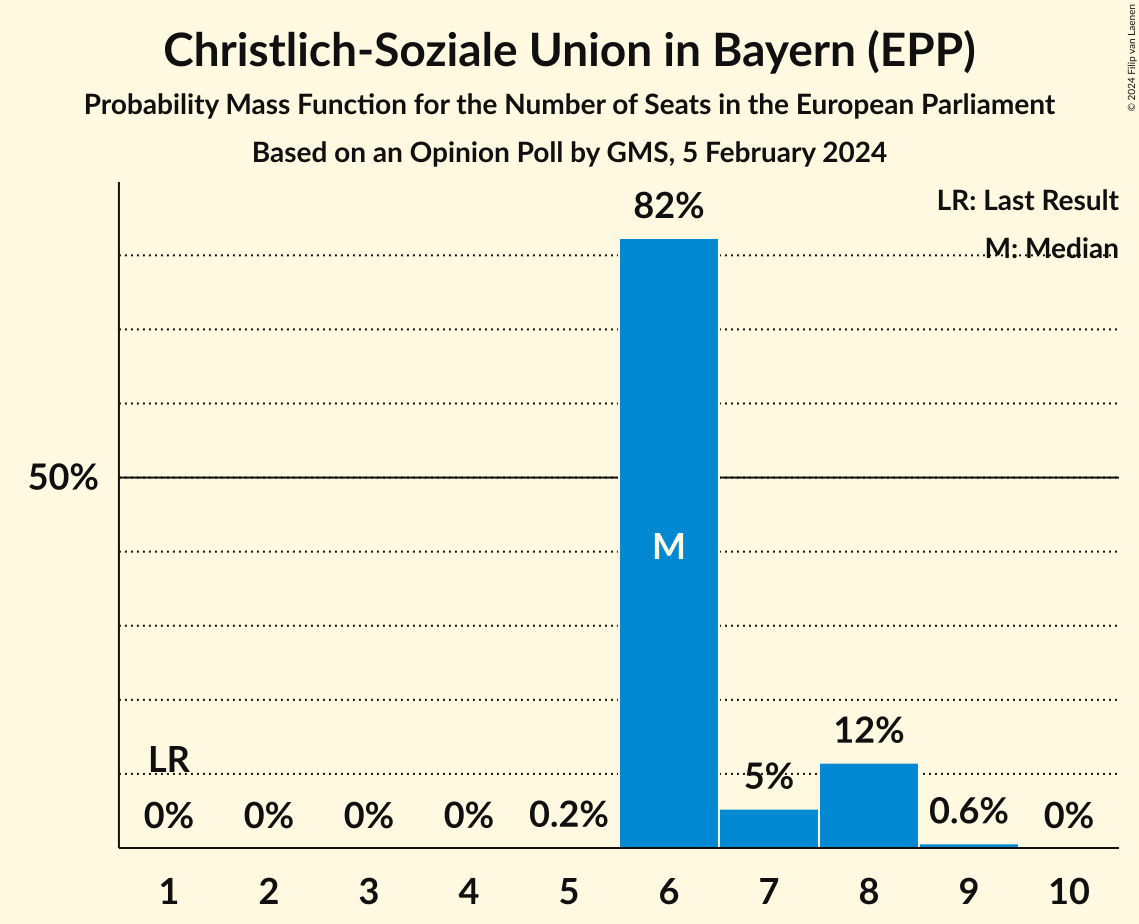 Christlich-Soziale Union in Bayern (EPP)
Probability Mass Function for the Number of Seats in the European Parliament
Based on an Opinion Poll by GMS, 5 February 2024
© 2024 Filip van Laenen
LR: Last Result
M: Median
82%
50%
M
LR
0%
0%
0%
0%
0.2%
5%
12%
0.6%
0%
1 2 3 4 5 6 7 8 9 10